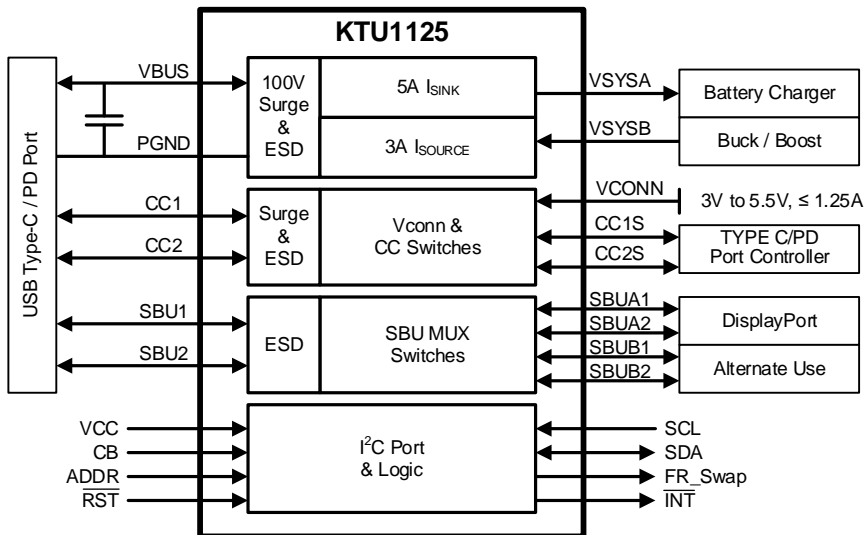 KTU1125
USB Type-C / PD Port
VBUS
PGND
100V
Surge
&
ESD
5A ISINK
3A ISOURCE
VSYSA
VSYSB
Battery Charger
Buck / Boost
CC1
CC2
Surge
&
ESD
Vconn &
CC Switches
VCONN
3V to 5.5V, ≤ 1.25A
CC1S
CC2S
TYPE C/PD
Port Controller
SBU1
SBU2
ESD
SBU MUX
Switches
SBUA1
SBUA2
SBUB1
SBUB2
DisplayPort
Alternate Use
VCC
CB
ADDR
RST
I²C Port
& Logic
SCL
SDA
FR_Swap
INT